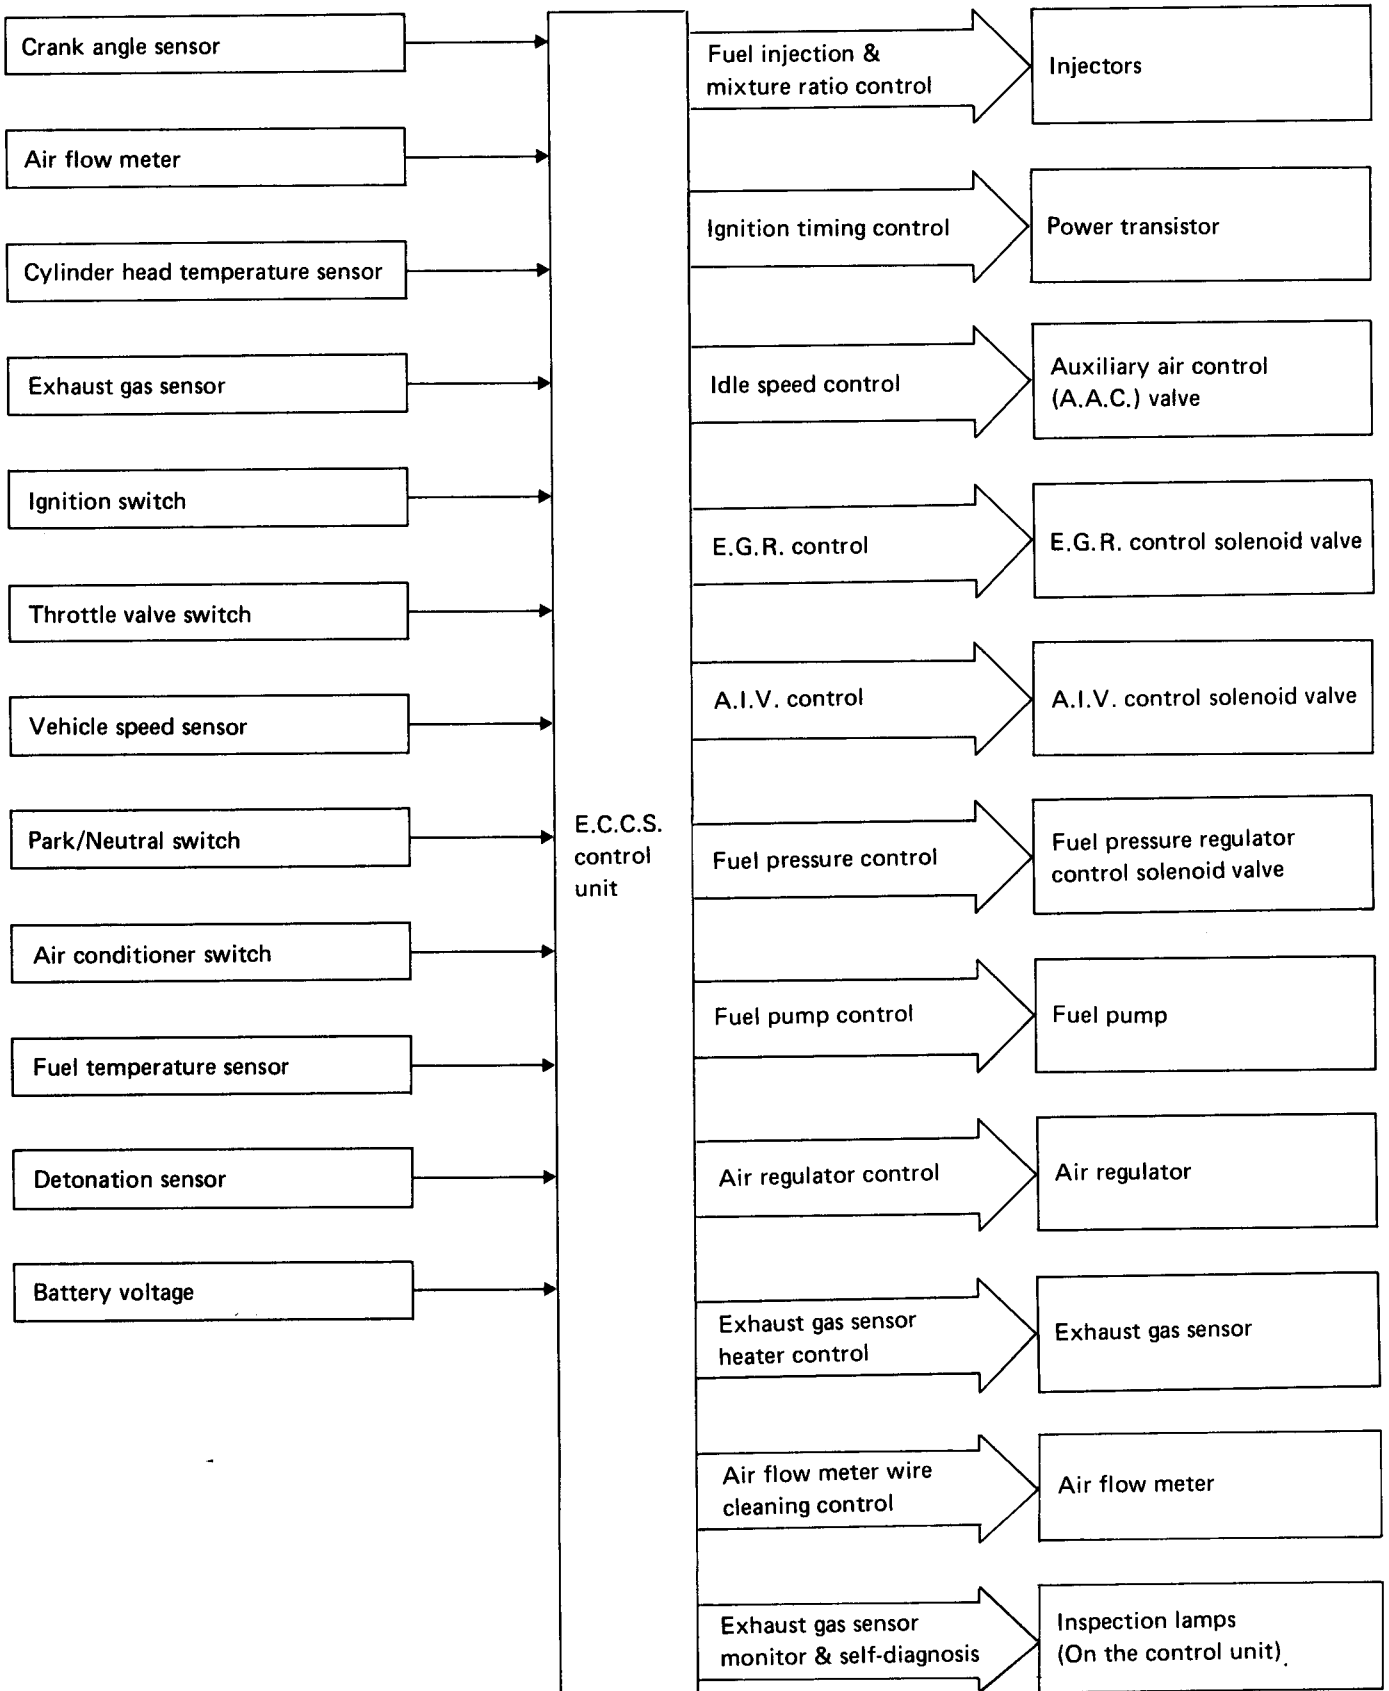 Crank angle sensor
Air flow meter
Cylinder head temperature sensor
Exhaust gas sensor
Ignition switch
Throttle valve switch
Vehicle speed sensor
Park/Neutral switch
Air conditioner switch
Fuel temperature sensor
Detonation sensor
Battery voltage
E.C.C.S.
control
unit
Fuel injection &
mixture ratio control
Injectors
Ignition timing control
Power transistor
Idle speed control
Auxiliary air control
(A.A.C.) valve
E.G.R. control
E.G.R. control solenoid valve
A.I.V. control
A.I.V. control solenoid valve
Fuel pressure control
Fuel pressure regulator
control solenoid valve
Fuel pump control
Fuel pump
Air regulator control
Air regulator
Exhaust gas sensor
heater control
Exhaust gas sensor
Air flow meter wire
cleaning control
Air flow meter
Exhaust gas sensor
monitor & self-diagnosis
Inspection lamps
(On the control unit)